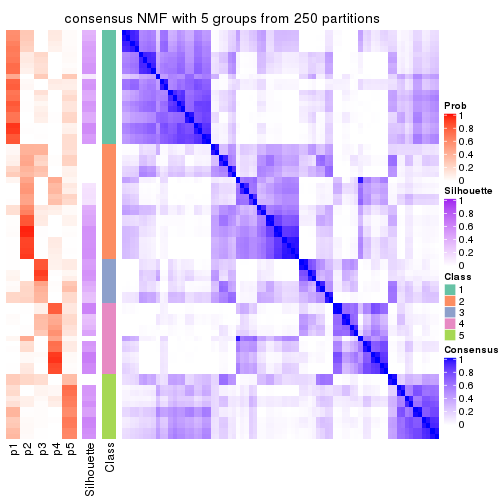 consensus NMF with 5 groups from 250 partitions
Prob
1
0.8
0.6
0.4
0.2
0
Silhouette
1
0.8
0.6
0.4
0.2
0
Class
1
2
3
4
5
Consensus
1
0.8
0.6
0.4
0.2
0
p1
p2
p3
p4
p5
Silhouette
Class